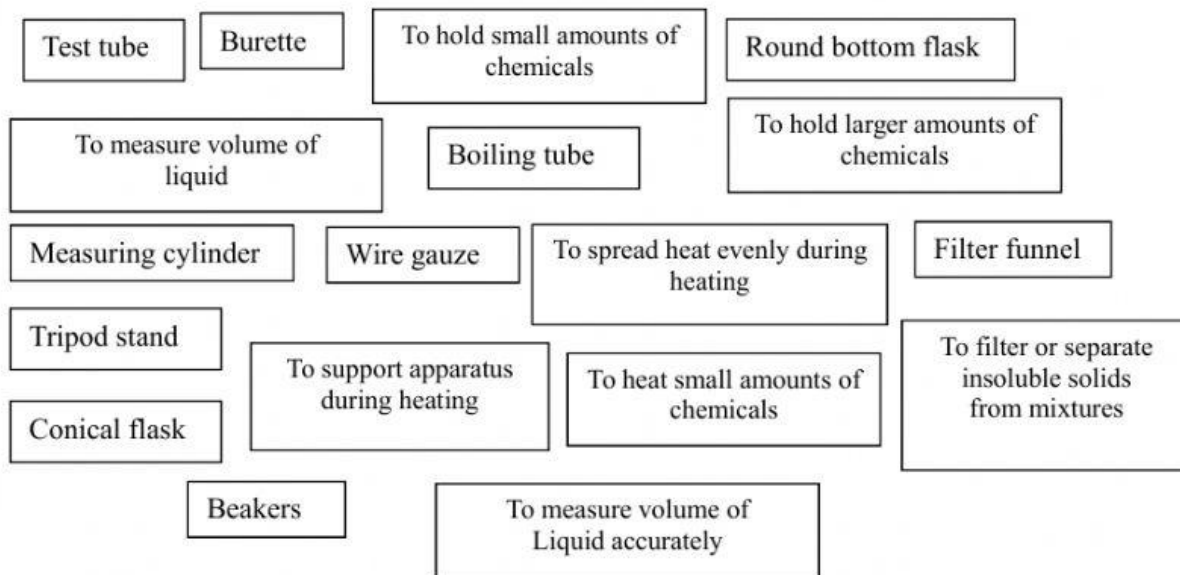 Test tube
Burette
To hold small amounts of
chemicals
Round bottom flask
To measure volume of
liquid
Boiling tube
To hold larger amounts of
chemicals
Measuring cylinder
Wire gauze
To spread heat evenly during
heating
Filter funnel
Tripod stand
To support apparatus
during heating
To heat small amounts of
chemicals
To filter or separate
insoluble solids
from mixtures
Conical flask
Beakers
To measure volume of
Liquid accurately